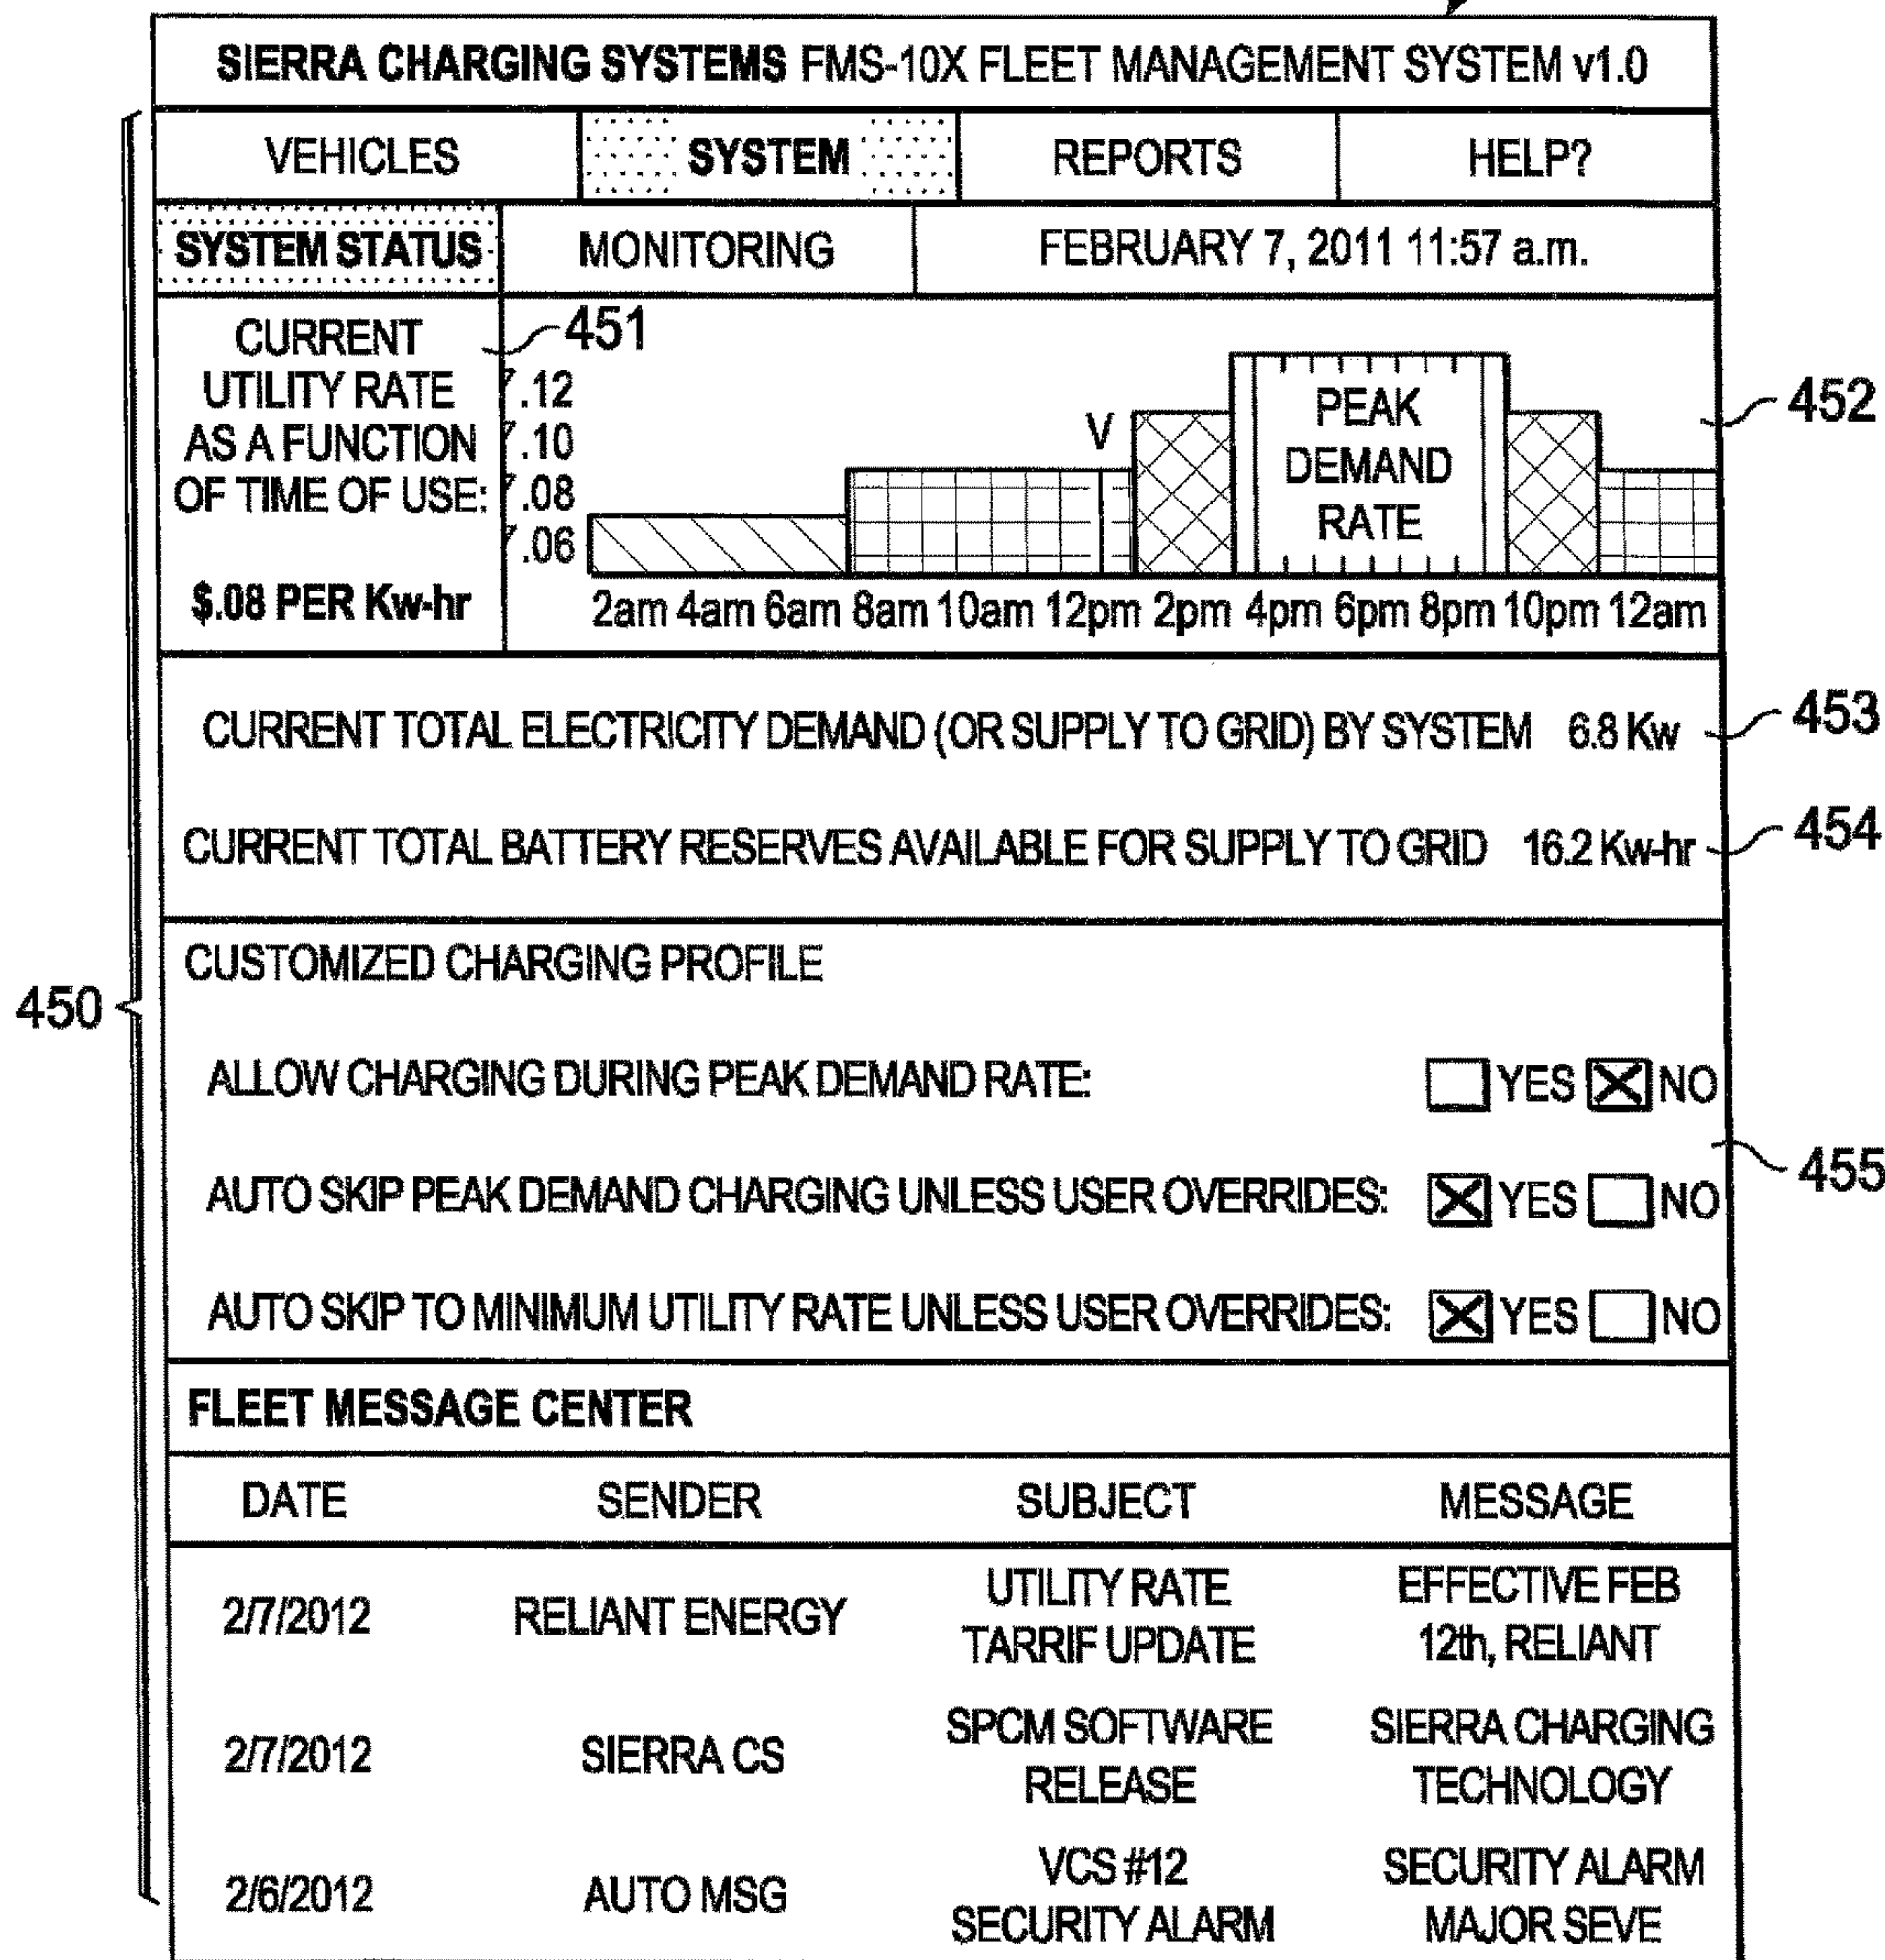 SIERRA CHARGING SYSTEMS FMS-10X FLEET MANAGEMENT SYSTEM v1.0
VEHICLES SYSTEM REPORTS HELP?
SYSTEM STATUS MONITORING FEBRUARY 7, 2011 11:57 a.m.
CURRENT
UTILITY RATE
AS A FUNCTION
OF TIME OF USE:
$.08 PER Kw-hr
451
.12
.10
.08
.06
V
PEAK
DEMAND
RATE
452
2am 4am 6am 8am 10am 12pm 2pm 4pm 6pm 8pm 10pm 12am
CURRENT TOTAL ELECTRICITY DEMAND (OR SUPPLY TO GRID) BY SYSTEM 6.8 Kw
453
CURRENT TOTAL BATTERY RESERVES AVAILABLE FOR SUPPLY TO GRID 16.2 Kw-hr
454
450
CUSTOMIZED CHARGING PROFILE
ALLOW CHARGING DURING PEAK DEMAND RATE: YES NO
455
AUTO SKIP PEAK DEMAND CHARGING UNLESS USER OVERRIDES: YES NO
AUTO SKIP TO MINIMUM UTILITY RATE UNLESS USER OVERRIDES: YES NO
FLEET MESSAGE CENTER
DATE SENDER SUBJECT MESSAGE
2/7/2012 RELIANT ENERGY
UTILITY RATE
TARRIF UPDATE
EFFECTIVE FEB
12th, RELIANT
2/7/2012 SIERRA CS
SPCM SOFTWARE
RELEASE
SIERRA CHARGING
TECHNOLOGY
2/6/2012 AUTO MSG
VCS #12
SECURITY ALARM
SECURITY ALARM
MAJOR SEVE